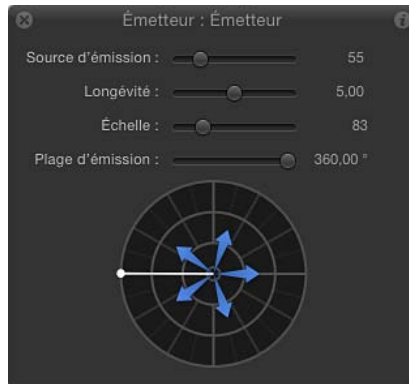 Émetteur : Émetteur
Source d'émission : 55
Longévité : 5,00
Échelle : 83
Plage d'émission : 360,00 °